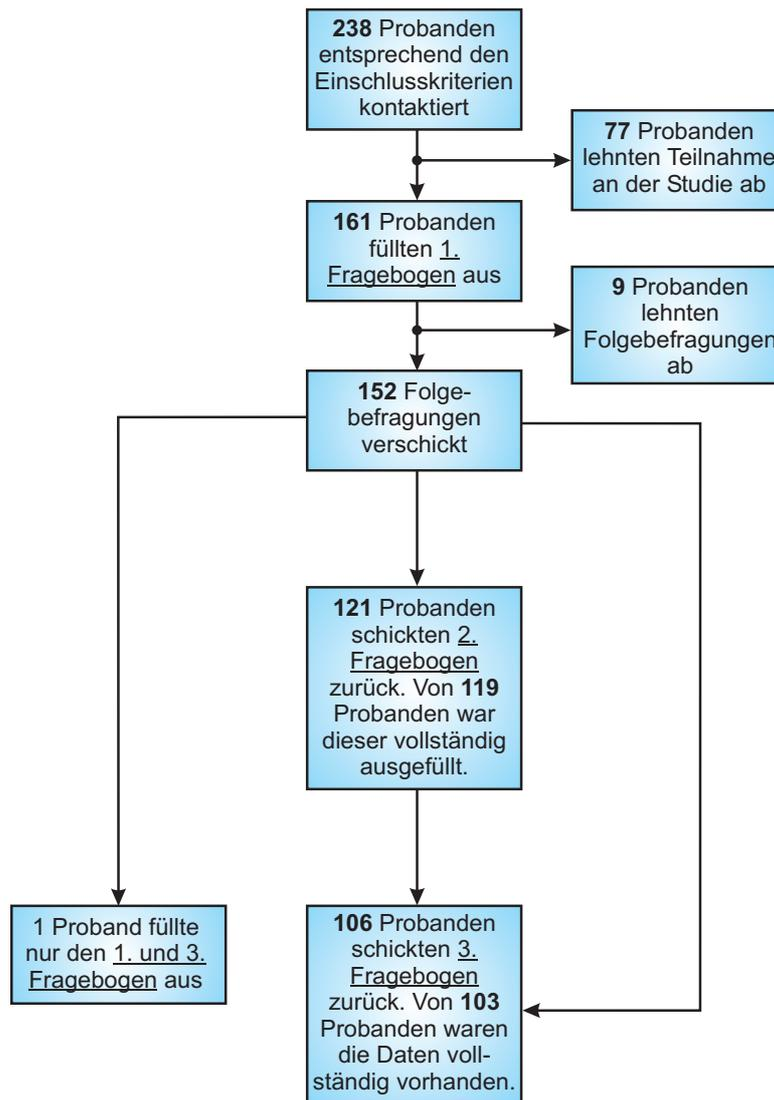 238 Probanden
entsprechend den
Einschlusskriterien
kontaktiert
77 Probanden
lehnten Teilnahme
an der Studie ab
161 Probanden
füllten 1.
Fragebogen aus
9 Probanden
lehnten
Folgebefragungen
ab
152 Folge-
befragungen
verschickt
121 Probanden
schickten 2.
Fragebogen
zurück. Von 119
Probanden war
dieser vollständig
ausgefüllt.
1 Proband füllte
nur den 1. und 3.
Fragebogen aus
106 Probanden
schickten 3.
Fragebogen
zurück. Von 103
Probanden waren
die Daten voll-
ständig vorhanden.